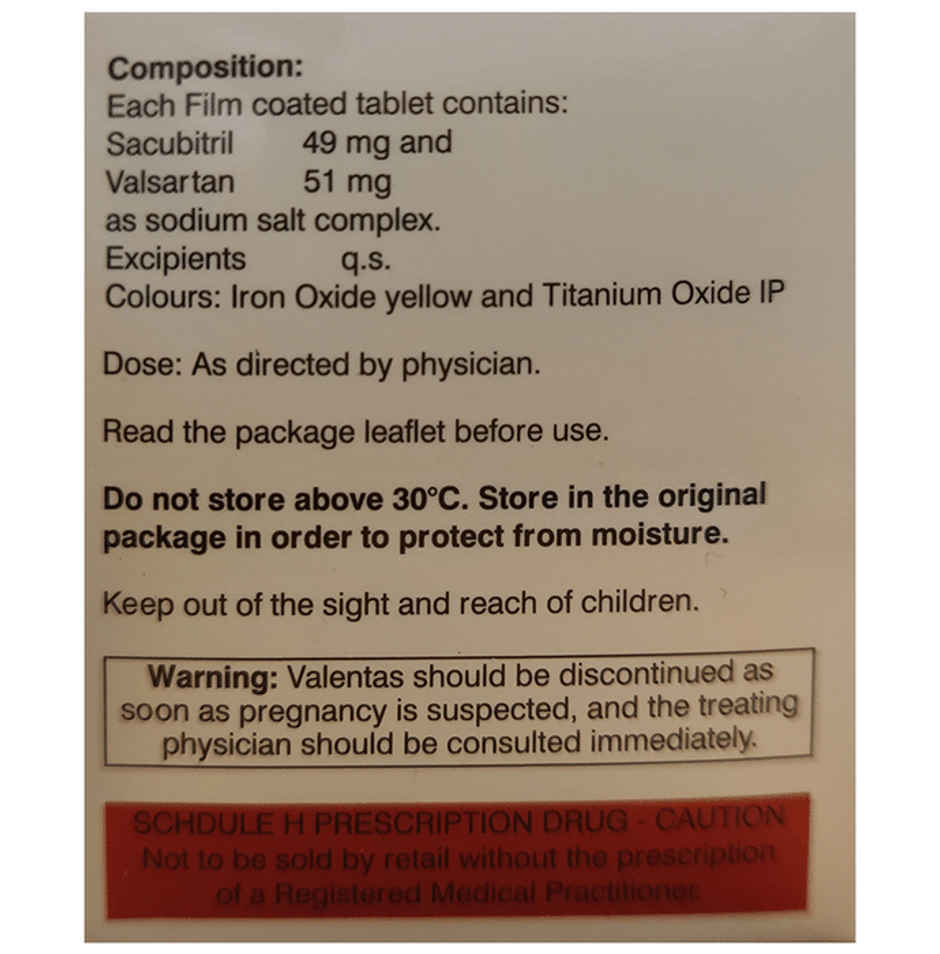 Composition:
Each Film coated tablet contains:
Sacubitril 49 mg and
Valsartan 51 mg
as sodium salt complex.
Excipients q.s.
Colours: Iron Oxide yellow and Titanium Oxide IP
Dose: As directed by physician.
Read the package leaflet before use.
Do not store above 30°C. Store in the original
package in order to protect from moisture.
Keep out of the sight and reach of children.
Warning: Valentas should be discontinued as
soon as pregnancy is suspected, and the treating
physician should be consulted immediately.
SCHDULE H PRESCRIPTION DRUG - CAUTION
Not to be sold by retail without the prescription
of a Registered Medical Practitioner.